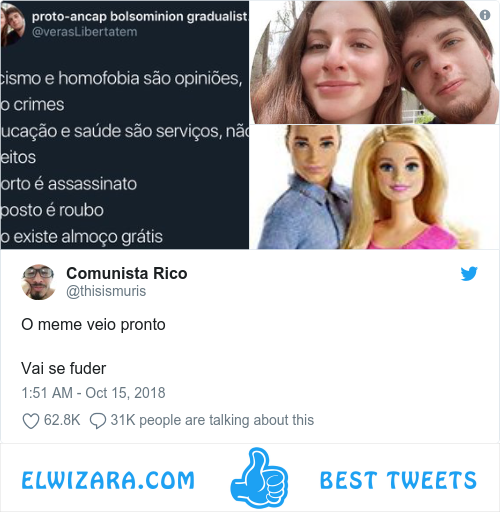 proto-ancap bolsominion gradualist
@verasLibertatem
cismo e homofobia são opiniões,
o crimes
ucação e saúde são serviços, não
eitos
orto é assassinato
posto é roubo
o existe almoço grátis
Comunista Rico
@thisismuris
O meme veio pronto
Vai se fuder
1:51 AM - Oct 15, 2018
62.8K 31K people are talking about this
ELWIZARA.COM BEST TWEETS